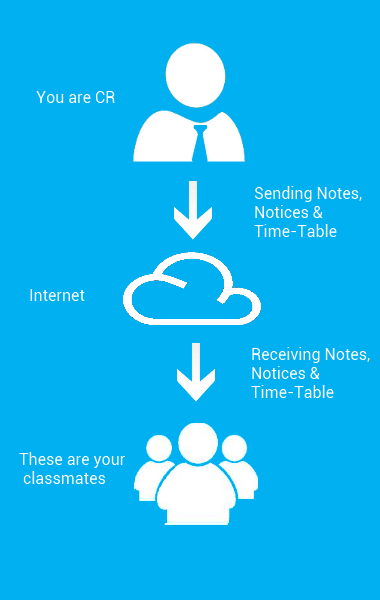 You are CR
Sending Notes,
Notices &
Time-Table
Internet
Receiving Notes,
Notices &
Time-Table
These are your
classmates